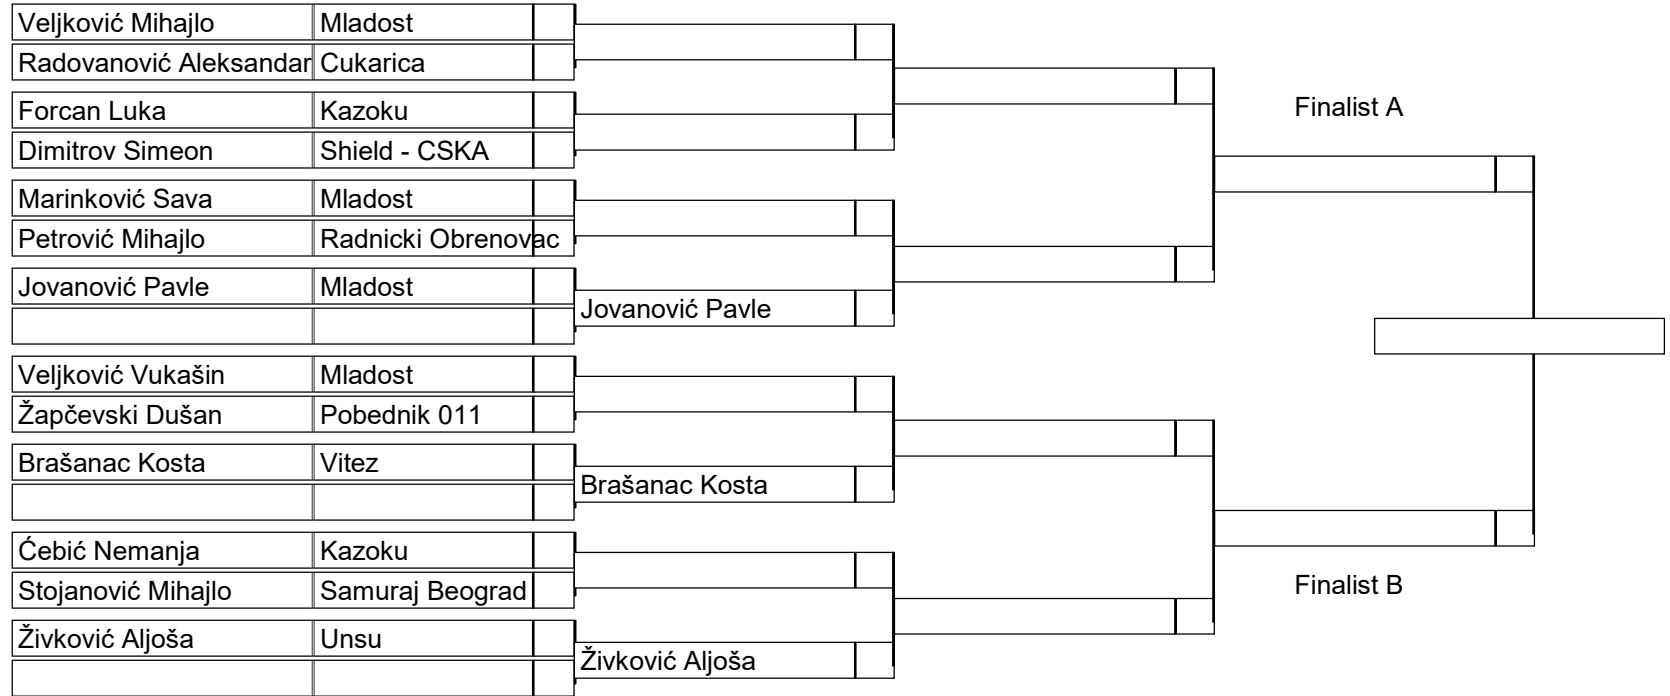 Veljković Mihajlo Mladost
Radovanović Aleksandar Cukarica
Forcan Luka Kazoku
Finalist A
Dimitrov Simeon Shield - CSKA
Marinković Sava Mladost
Petrović Mihajlo Radnicki Obrenovac
Jovanović Pavle Mladost
Jovanović Pavle
Veljković Vukašin Mladost
Žapčevski Dušan Pobednik 011
Brašanac Kosta Vitez
Brašanac Kosta
Ćebić Nemanja Kazoku
Stojanović Mihajlo Samuraj Beograd
Finalist B
Živković Aljoša Unsu
Živković Aljoša